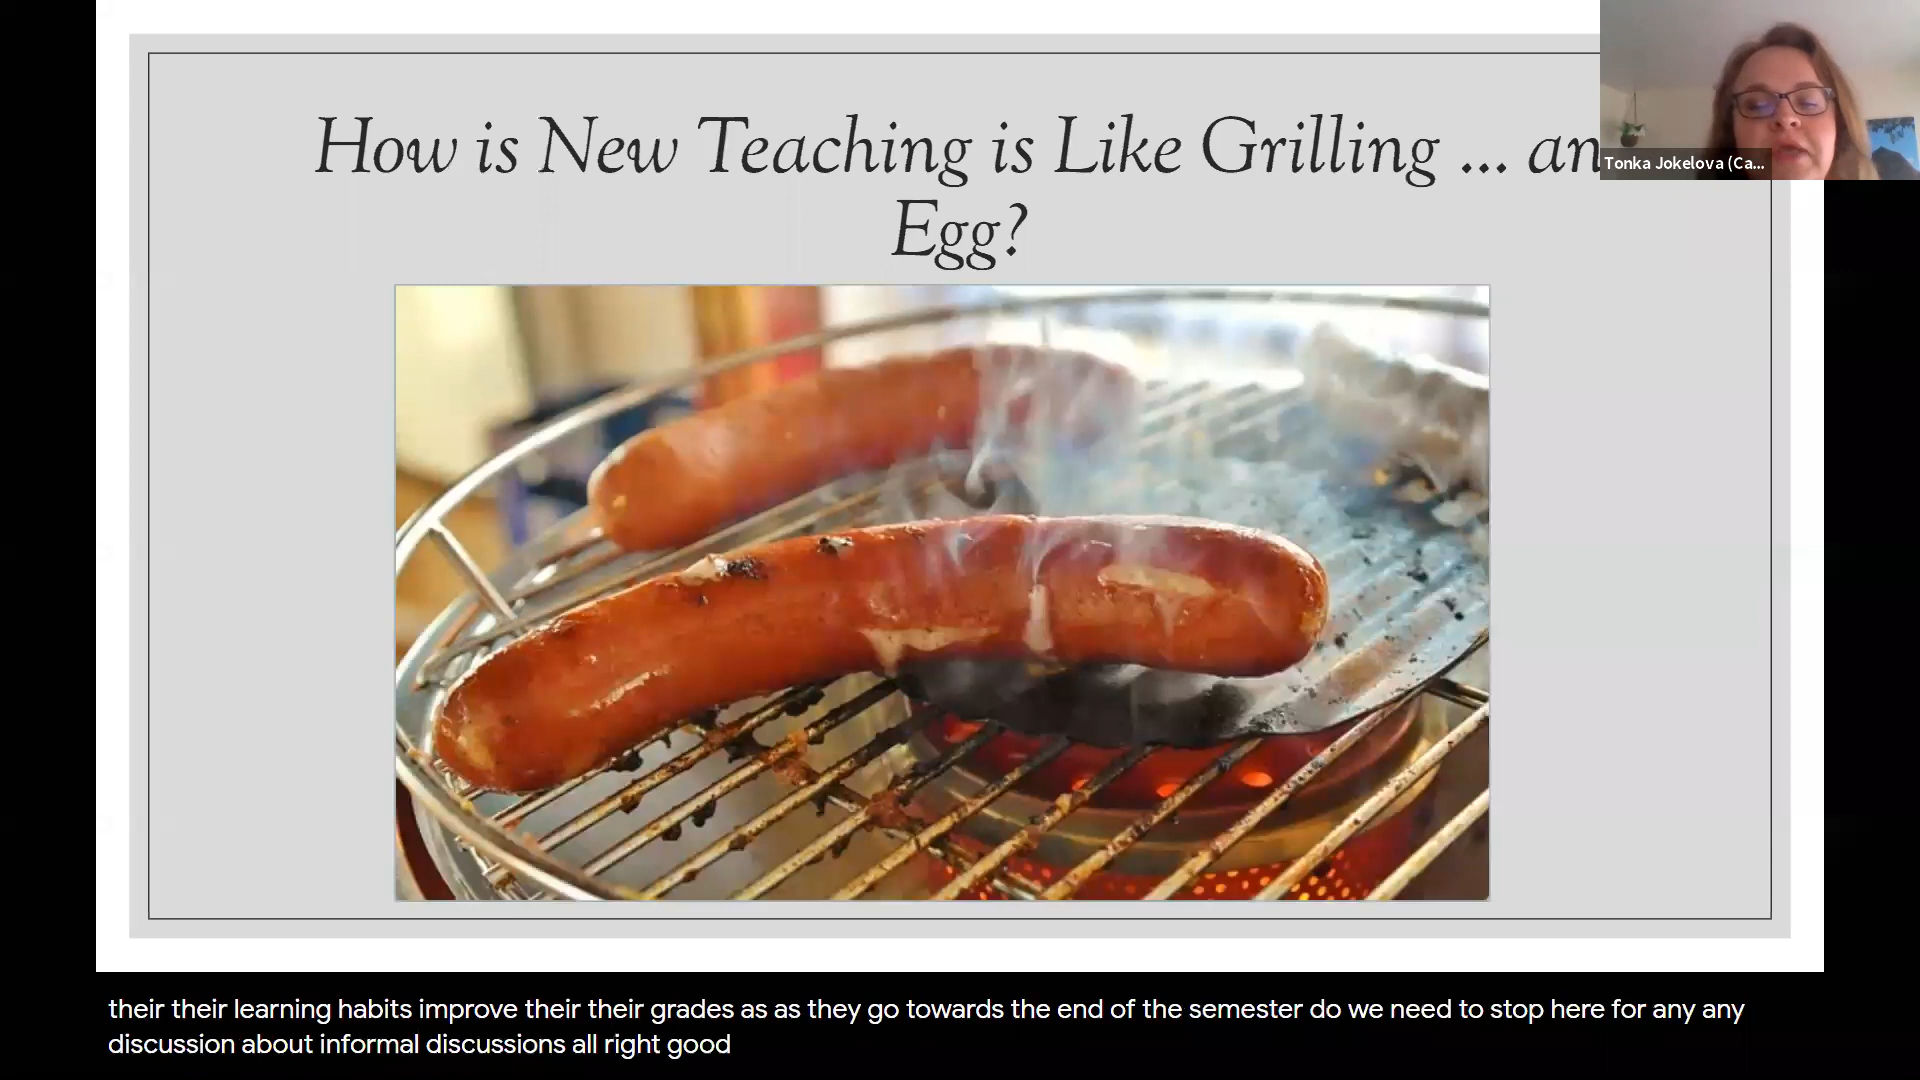 How is New Teaching is Like Grilling ... an
Egg?
Tonka Jokelova (Ca...
their their learning habits improve their their grades as as they go towards the end of the semester do we need to stop here for any any
discussion about informal discussions all right good